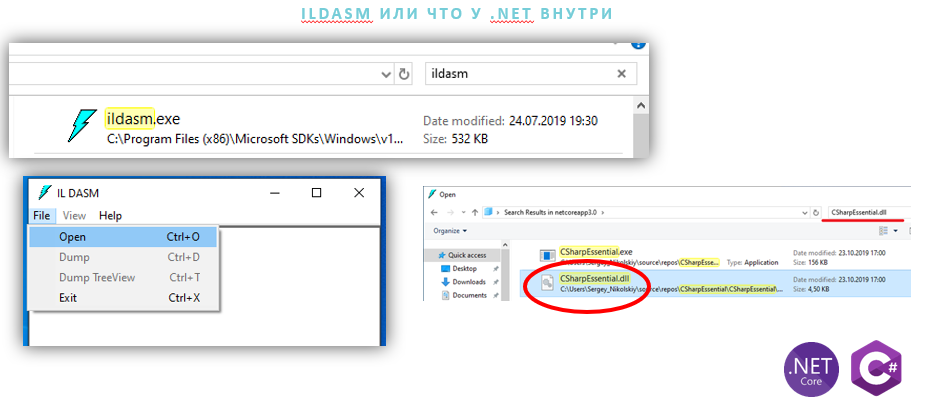 ILDASM ИЛИ ЧТО У .NET ВНУТРИ
ildasm
ildasm.exe
Date modified: 24.07.2019 19:30
C:\Program Files (x86)\Microsoft SDKs\Windows\v1...
Size: 532 KB
IL DASM
File View Help
Open Ctrl+O
Dump Ctrl+D
Dump TreeView Ctrl+T
Exit Ctrl+X
Open
Search Results in netcoreapp3.0
CSharpEssential.dll
Organize
Quick access
Desktop
Downloads
Documents
CSharpEssential.exe
Date modified: 23.10.2019 17:00
C:\Users\Sergey_Nikolskiy\source\repos\CSharpEsse... Type: Application
Size: 156 KB
CSharpEssential.dll
Date modified: 23.10.2019 17:00
C:\Users\Sergey_Nikolskiy\source\repos\CSharpEssential\CSharpEssential\...
Size: 4,50 KB
.NET
Core
C#